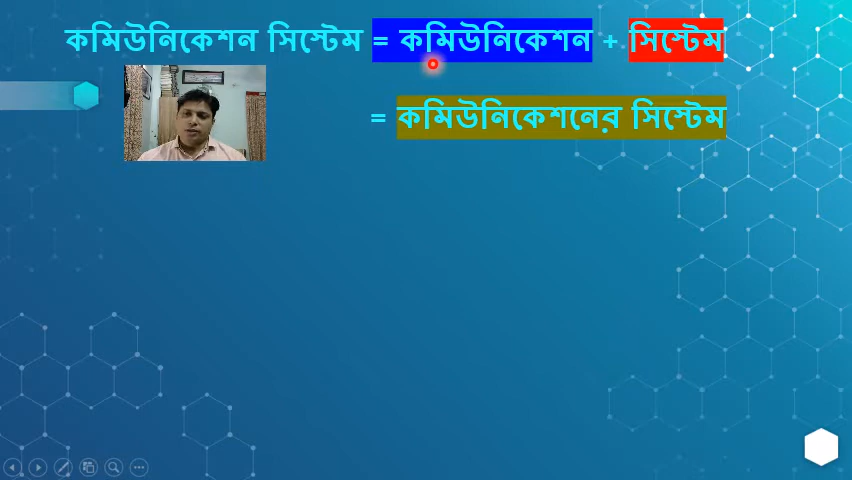 কমিউনিকেশন সিস্টেম = কমিউনিকেশন + সিস্টেম
= কমিউনিকেশনের সিস্টেম